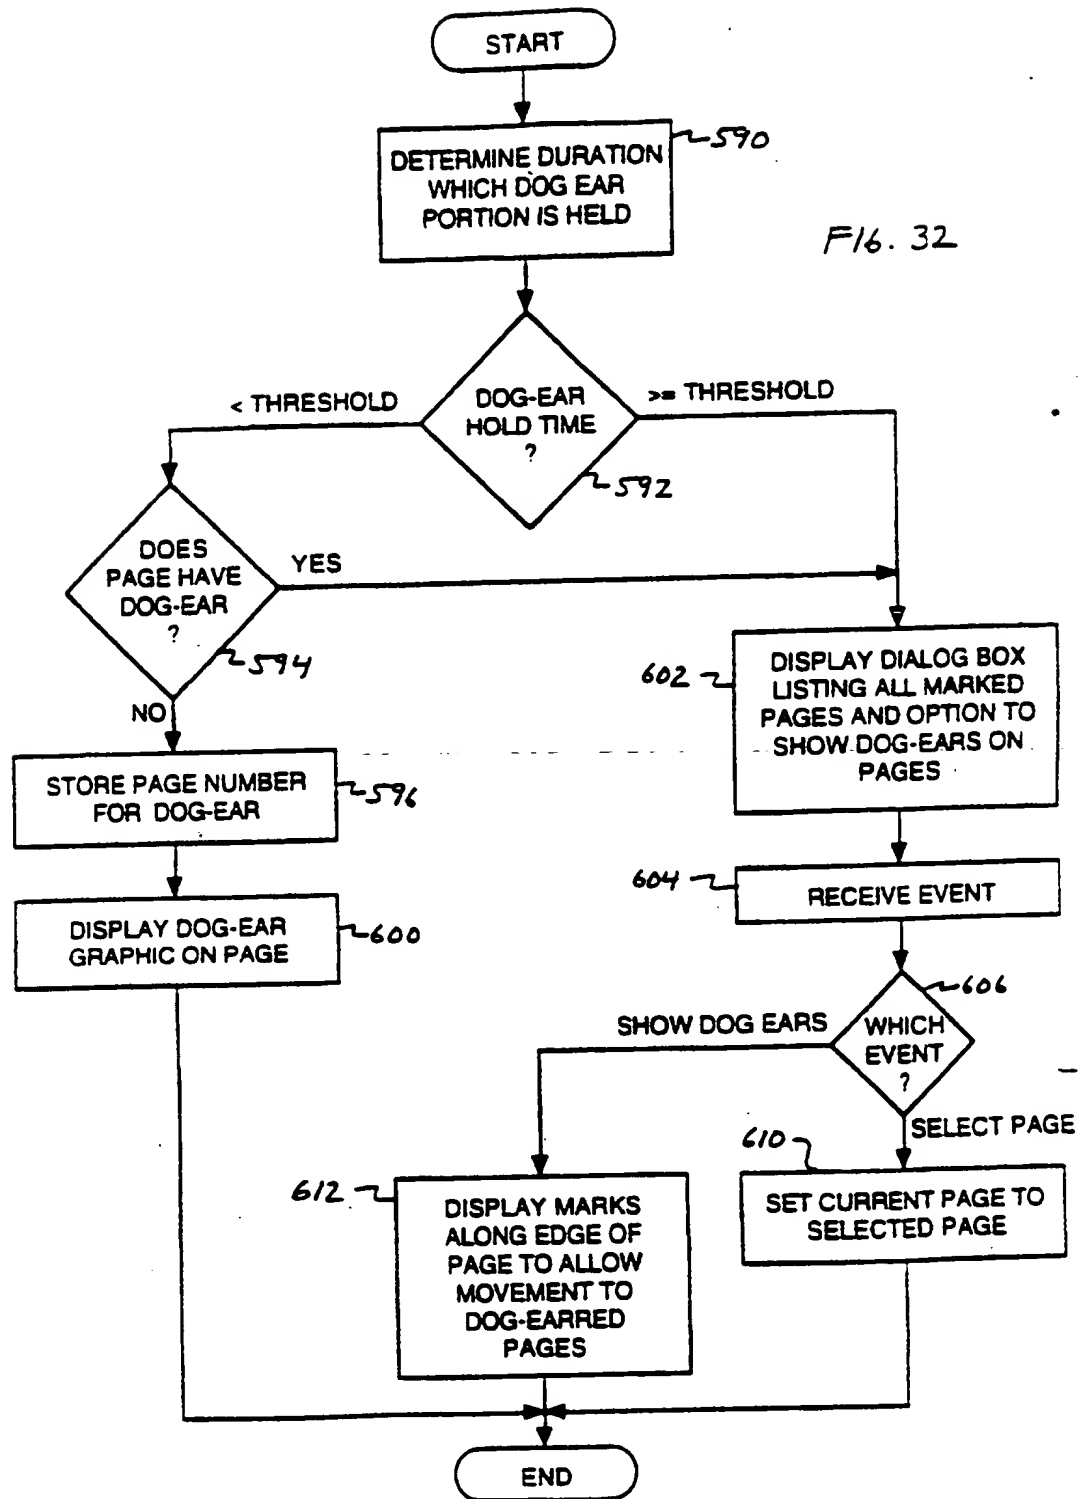 START
DETERMINE DURATION
WHICH DOG EAR
PORTION IS HELD
590
FIG. 32
< THRESHOLD
DOG-EAR
HOLD TIME
?
>= THRESHOLD
592
DOES
PAGE HAVE
DOG-EAR
?
YES
594
NO
602
DISPLAY DIALOG BOX
LISTING ALL MARKED
PAGES AND OPTION TO
SHOW DOG-EARS ON
PAGES
STORE PAGE NUMBER
FOR DOG-EAR
596
604
RECEIVE EVENT
DISPLAY DOG-EAR
GRAPHIC ON PAGE
600
606
SHOW DOG EARS
WHICH
EVENT
?
SELECT PAGE
610
SET CURRENT PAGE TO
SELECTED PAGE
612
DISPLAY MARKS
ALONG EDGE OF
PAGE TO ALLOW
MOVEMENT TO
DOG-EARRED
PAGES
END